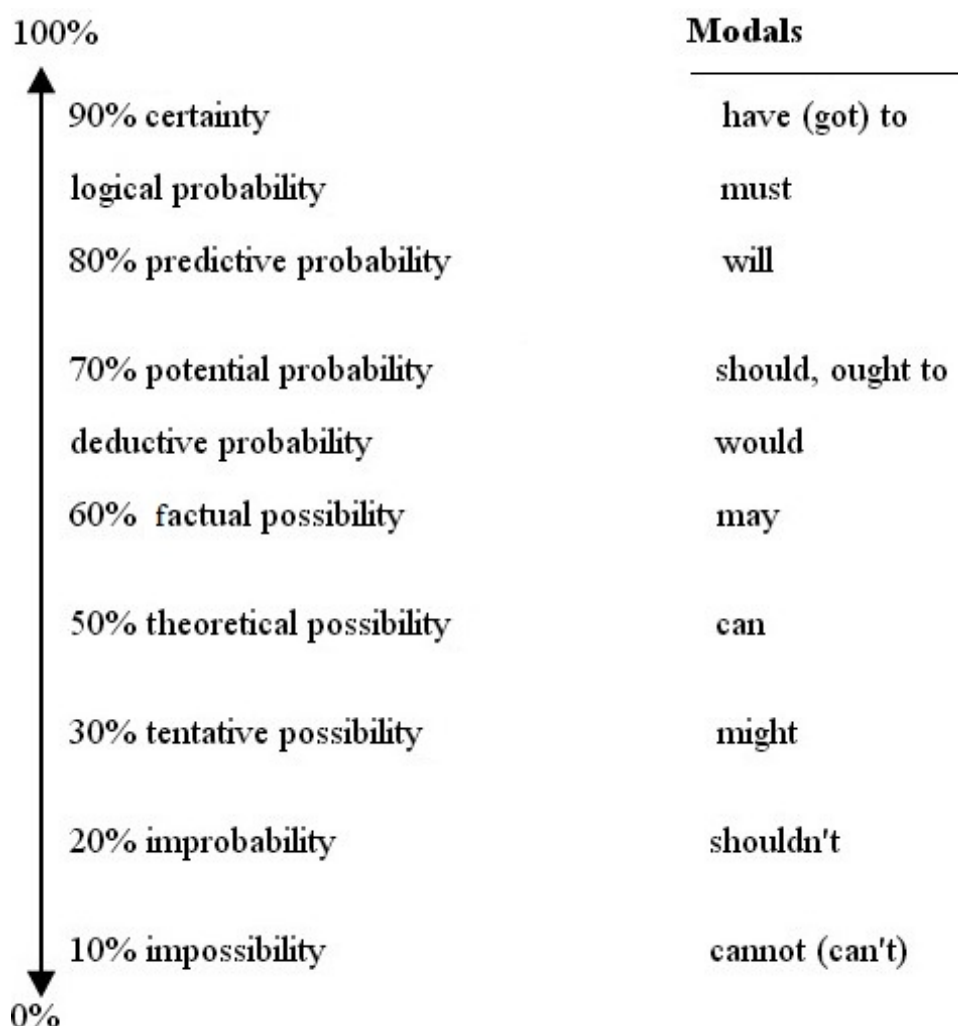 100% Modals
90% certainty have (got) to
logical probability must
80% predictive probability will
70% potential probability should, ought to
deductive probability would
60% factual possibility may
50% theoretical possibility can
30% tentative possibility might
20% improbability shouldn't
10% impossibility cannot (can't)
0%